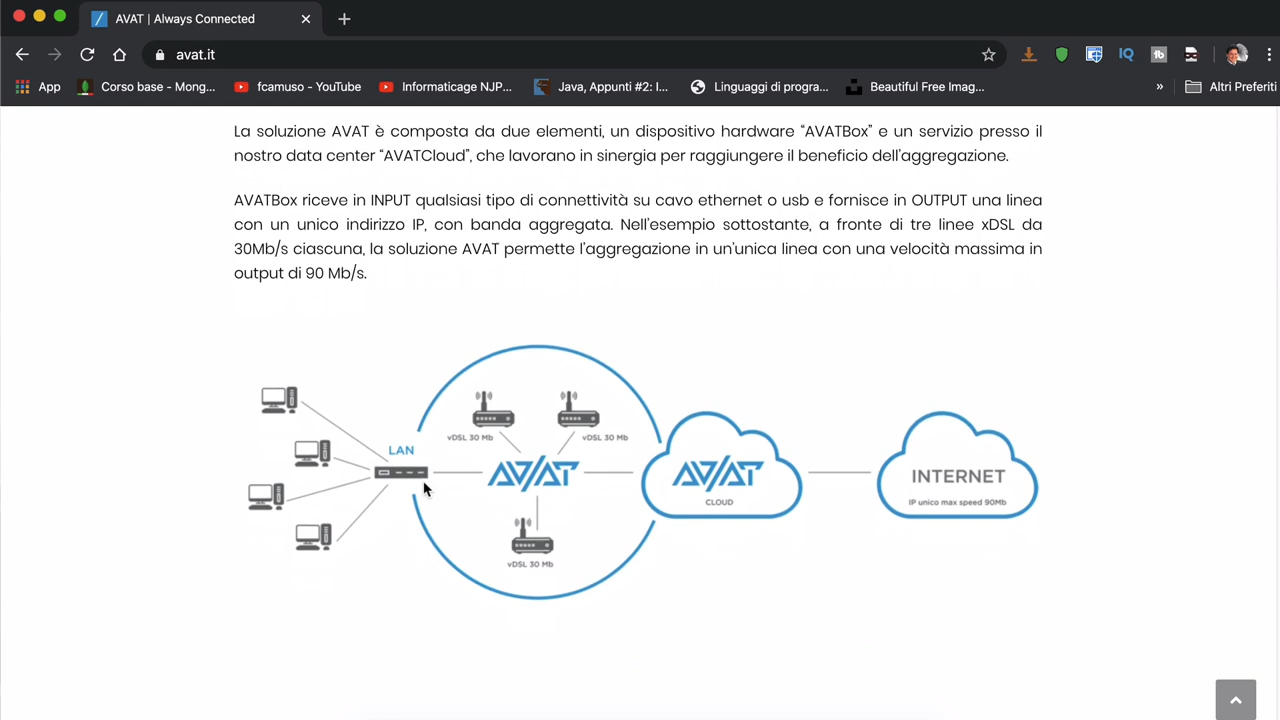 AVAT | Always Connected
avat.it
App
Corso base - Mong...
fcamuso - YouTube
Informaticage NJP...
Java, Appunti #2: I...
Linguaggi di progra...
Beautiful Free Imag...
»
Altri Preferiti
La soluzione AVAT è composta da due elementi, un dispositivo hardware “AVATBox” e un servizio presso il
nostro data center “AVATCloud”, che lavorano in sinergia per raggiungere il beneficio dell’aggregazione.
AVATBox riceve in INPUT qualsiasi tipo di connettività su cavo ethernet o usb e fornisce in OUTPUT una linea
con un unico indirizzo IP, con banda aggregata. Nell’esempio sottostante, a fronte di tre linee xDSL da
30Mb/s ciascuna, la soluzione AVAT permette l’aggregazione in un’unica linea con una velocità massima in
output di 90 Mb/s.
vDSL 30 Mb
vDSL 30 Mb
LAN
AVAT
vDSL 30 Mb
AVAT
CLOUD
INTERNET
IP unico max speed 90Mb